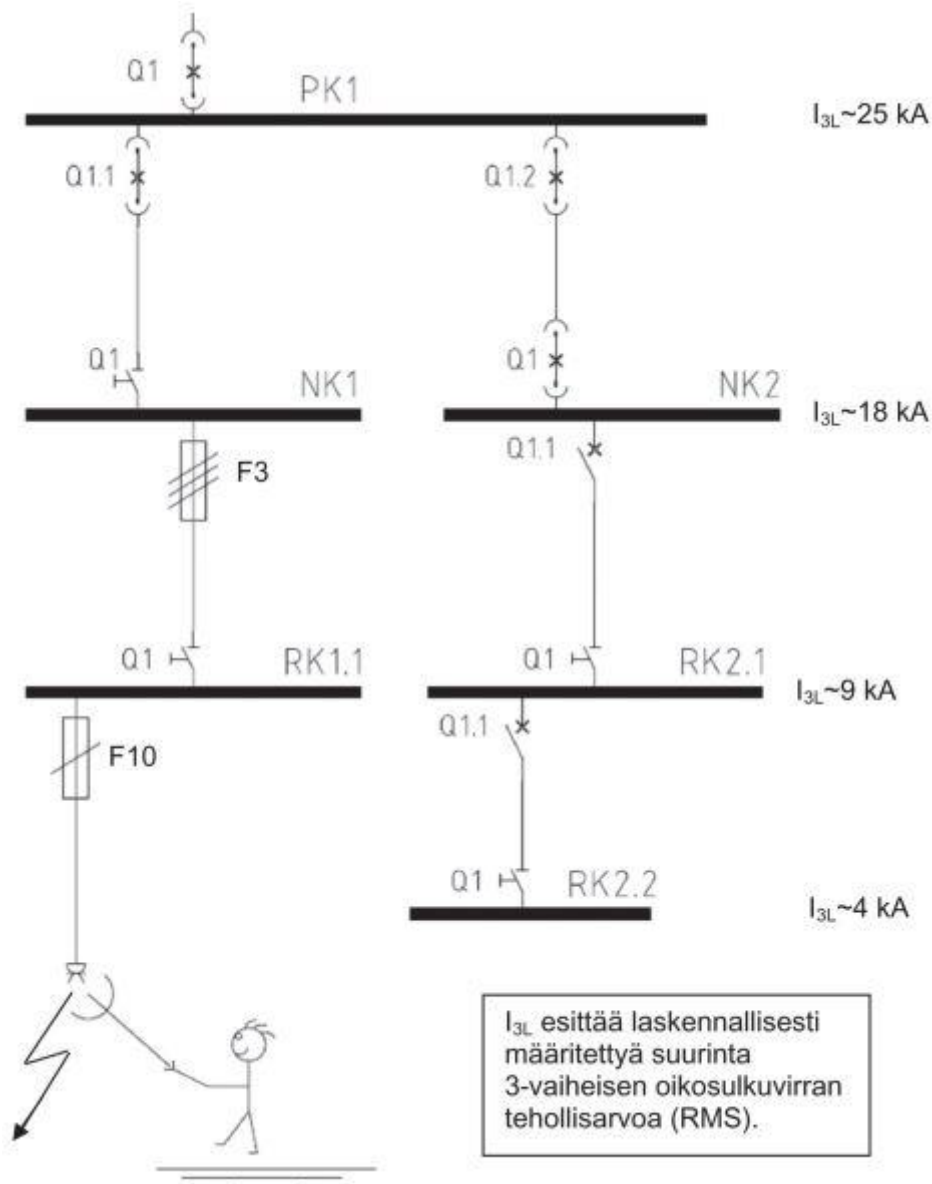 Q1
PK1
I3L~25 kA
Q1.1
Q1.2
Q1
NK1
Q1
NK2
I3L~18 kA
F3
Q1.1
Q1
RK1.1
Q1
RK2.1
I3L~9 kA
F10
Q1.1
Q1
RK2.2
I3L~4 kA
I3L esittää laskennallisesti
määritettyä suurinta
3-vaiheisen oikosulkuvirran
tehollisarvoa (RMS).